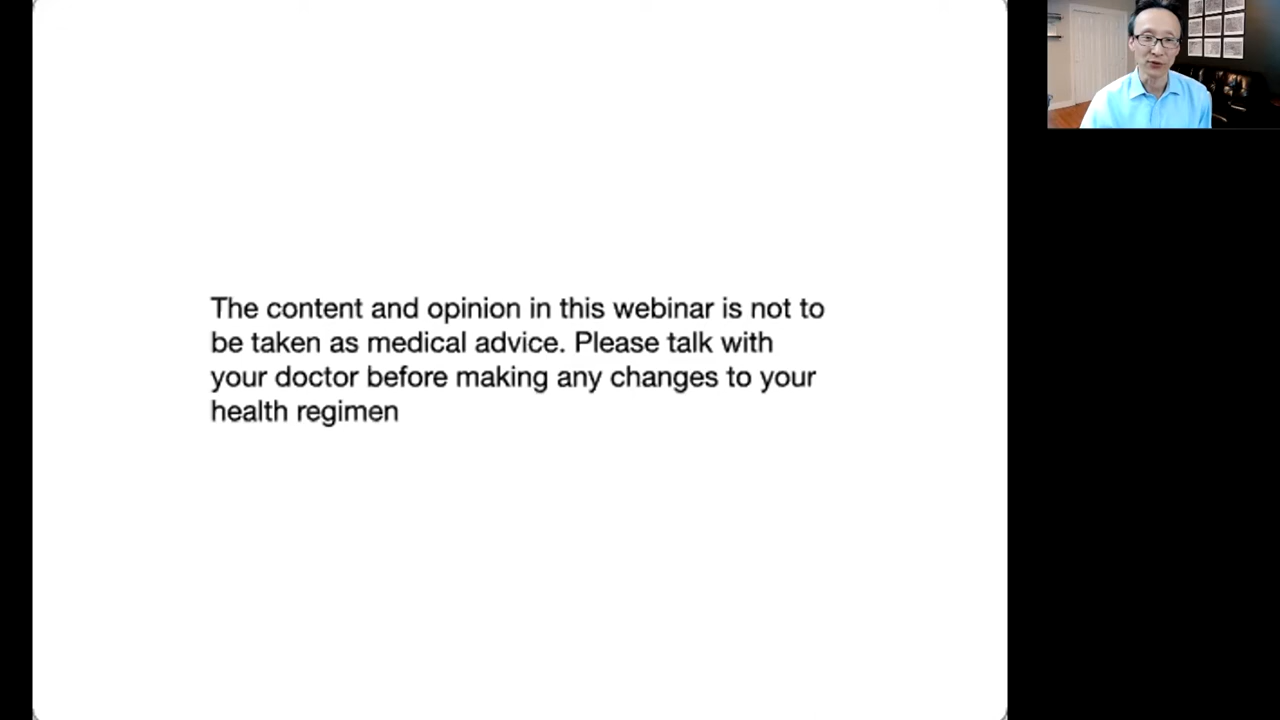 The content and opinion in this webinar is not to
be taken as medical advice. Please talk with
your doctor before making any changes to your
health regimen